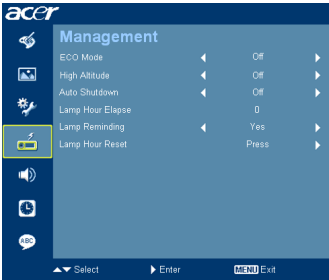 acer
Management
ECO Mode Off
High Altitude Off
Auto Shutdown Off
Lamp Hour Elapse 0
Lamp Reminding Yes
Lamp Hour Reset Press
ABC
Select Enter MENU Exit